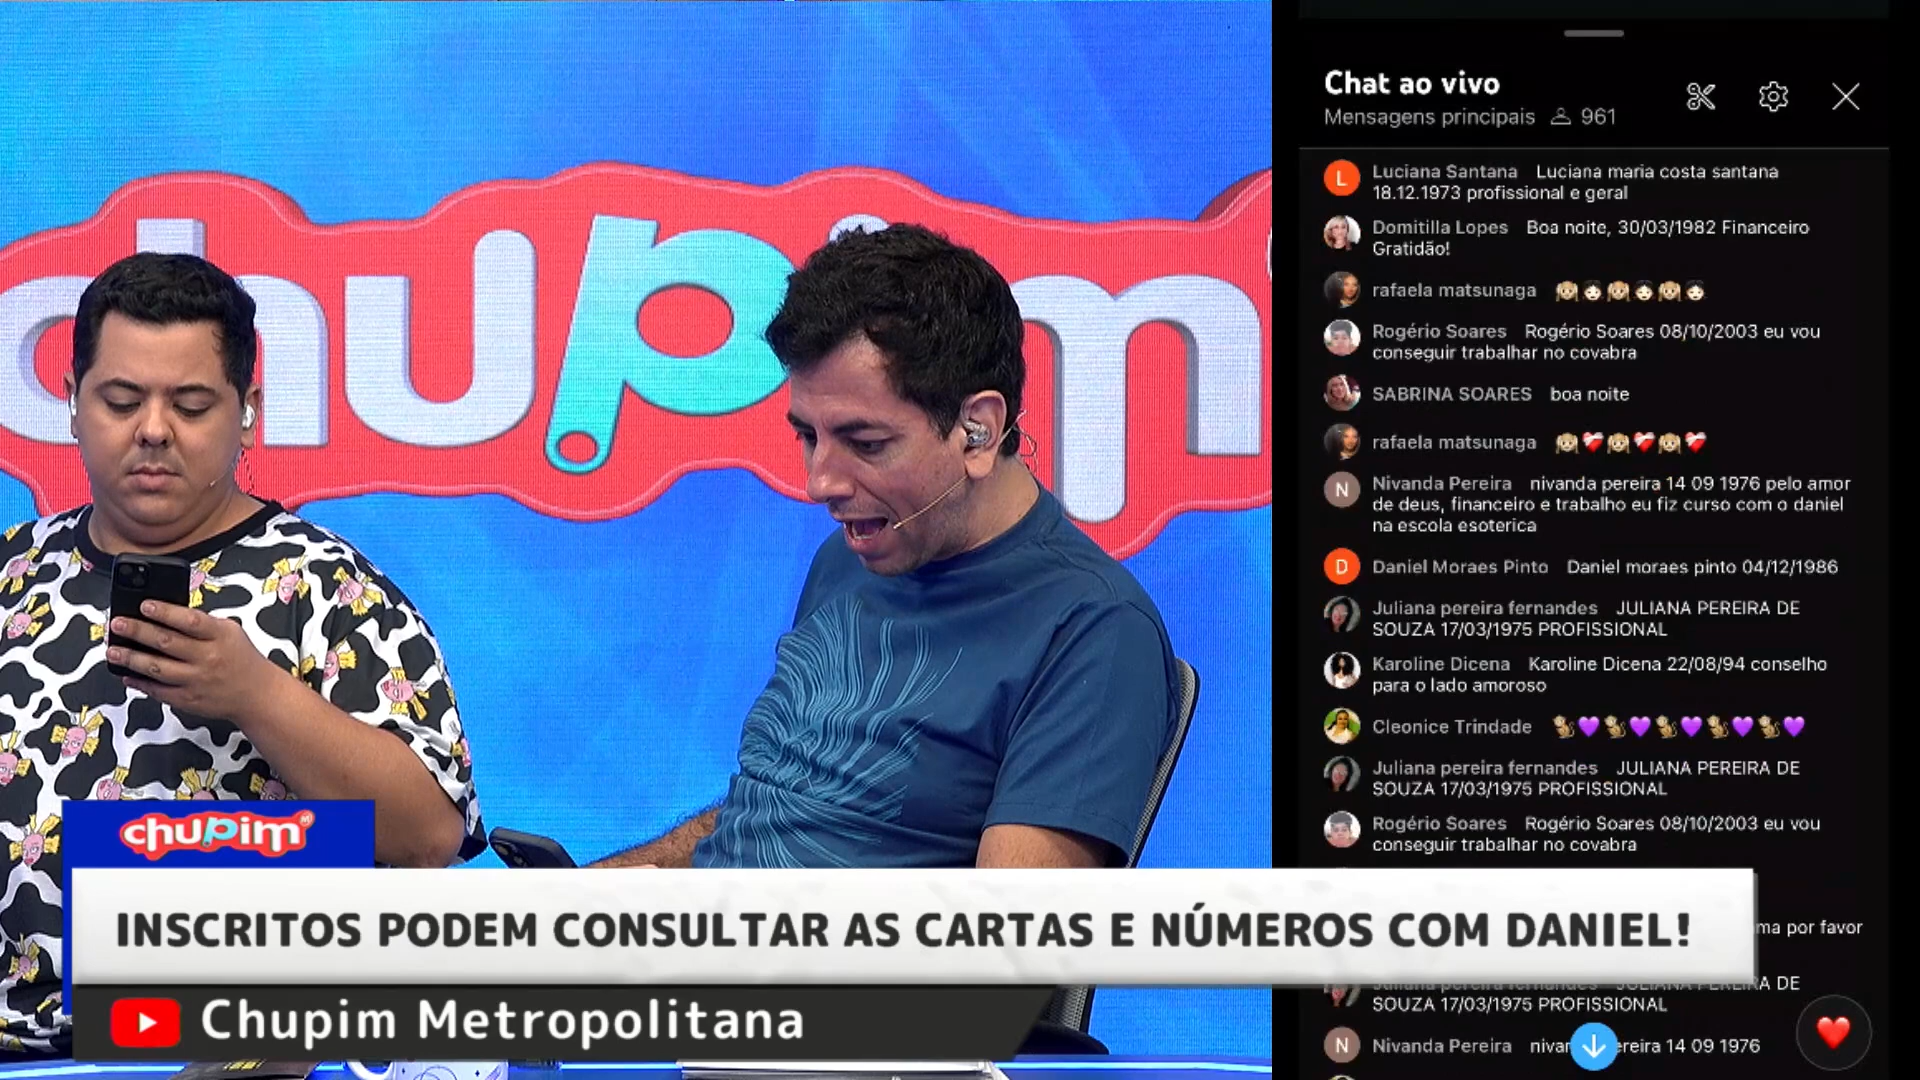 chupim
Chat ao vivo
Mensagens principais 961
Luciana Santana Luciana maria costa santana
18.12.1973 profissional e geral
Domitilla Lopes Boa noite, 30/03/1982 Financeiro
Gratidão!
rafaela matsunaga 🙉👧🏻🙉👧🏻🙉👧🏻
Rogério Soares Rogério Soares 08/10/2003 eu vou
conseguir trabalhar no covabra
SABRINA SOARES boa noite
rafaela matsunaga 🙉❤️‍🩹🙉❤️‍🩹🙉❤️‍🩹
N Nivanda Pereira nivanda pereira 14 09 1976 pelo amor
de deus, financeiro e trabalho eu fiz curso com o daniel
na escola esoterica
D Daniel Moraes Pinto Daniel moraes pinto 04/12/1986
Juliana pereira fernandes JULIANA PEREIRA DE
SOUZA 17/03/1975 PROFISSIONAL
Karoline Dicena Karoline Dicena 22/08/94 conselho
para o lado amoroso
Cleonice Trindade 🐒💜🐒💜🐒💜🐒💜🐒💜
Juliana pereira fernandes JULIANA PEREIRA DE
SOUZA 17/03/1975 PROFISSIONAL
Rogério Soares Rogério Soares 08/10/2003 eu vou
conseguir trabalhar no covabra
por favor
Juliana pereira fernandes JULIANA PEREIRA DE
SOUZA 17/03/1975 PROFISSIONAL
N Nivanda Pereira 14 09 1976
chupim
INSCRITOS PODEM CONSULTAR AS CARTAS E NÚMEROS COM DANIEL!
Chupim Metropolitana